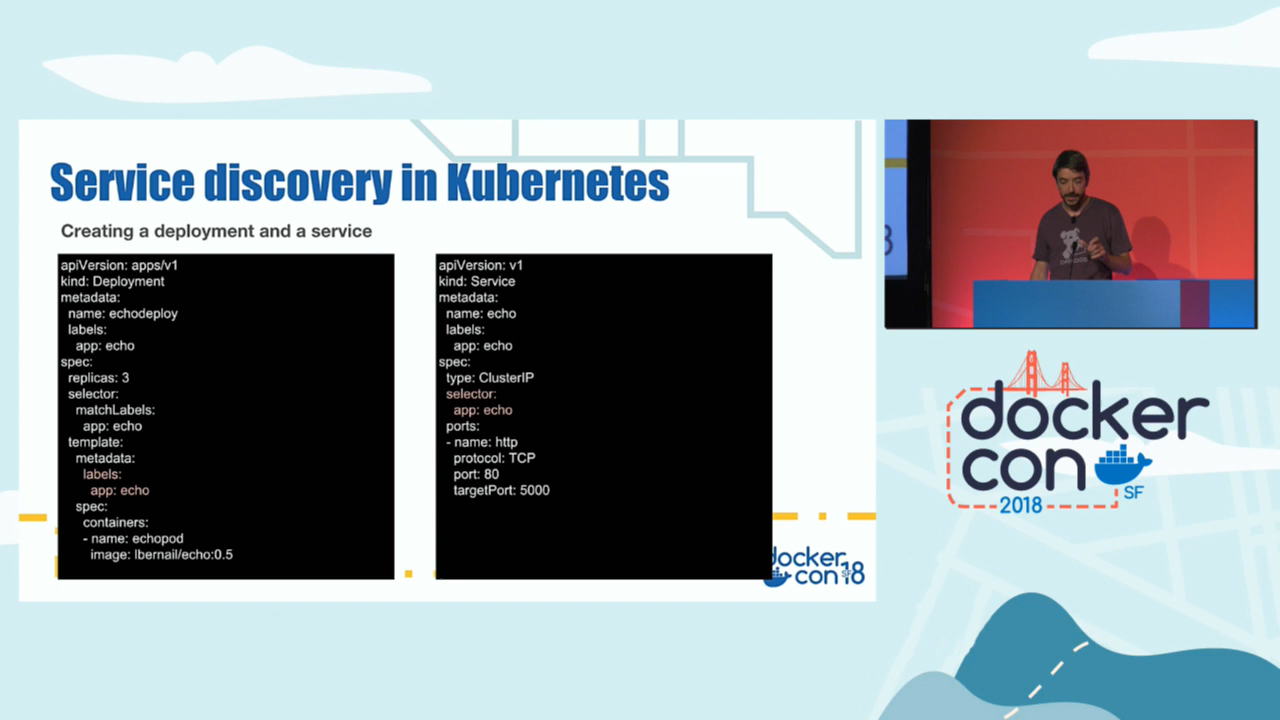 Service discovery in Kubernetes
Creating a deployment and a service
apiVersion: apps/v1
kind: Deployment
metadata:
  name: echodeploy
  labels:
    app: echo
spec:
  replicas: 3
  selector:
    matchLabels:
      app: echo
  template:
    metadata:
      labels:
        app: echo
    spec:
      containers:
      - name: echopod
        image: lbernail/echo:0.5
apiVersion: v1
kind: Service
metadata:
  name: echo
  labels:
    app: echo
spec:
  type: ClusterIP
  selector:
    app: echo
  ports:
  - name: http
    protocol: TCP
    port: 80
    targetPort: 5000
docker
con SF 18
docker
con
SF
2018